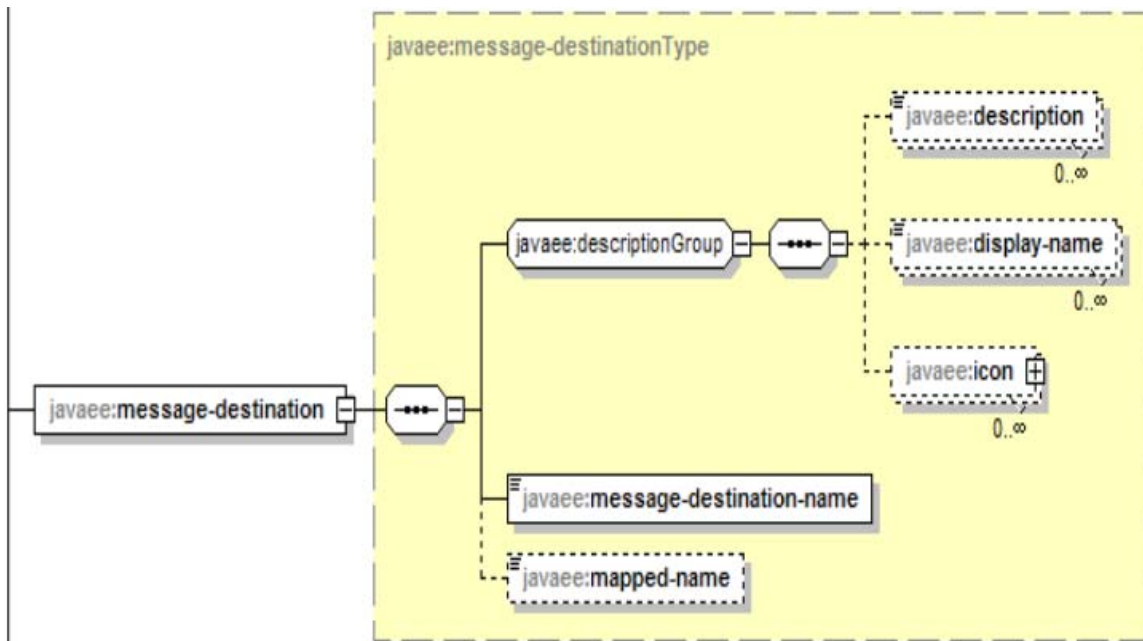 javaee:message-destinationType
javaee:description
0..∞
javaee:descriptionGroup
javaee:display-name
0..∞
javaee:icon
0..∞
javaee:message-destination
javaee:message-destination-name
javaee:mapped-name